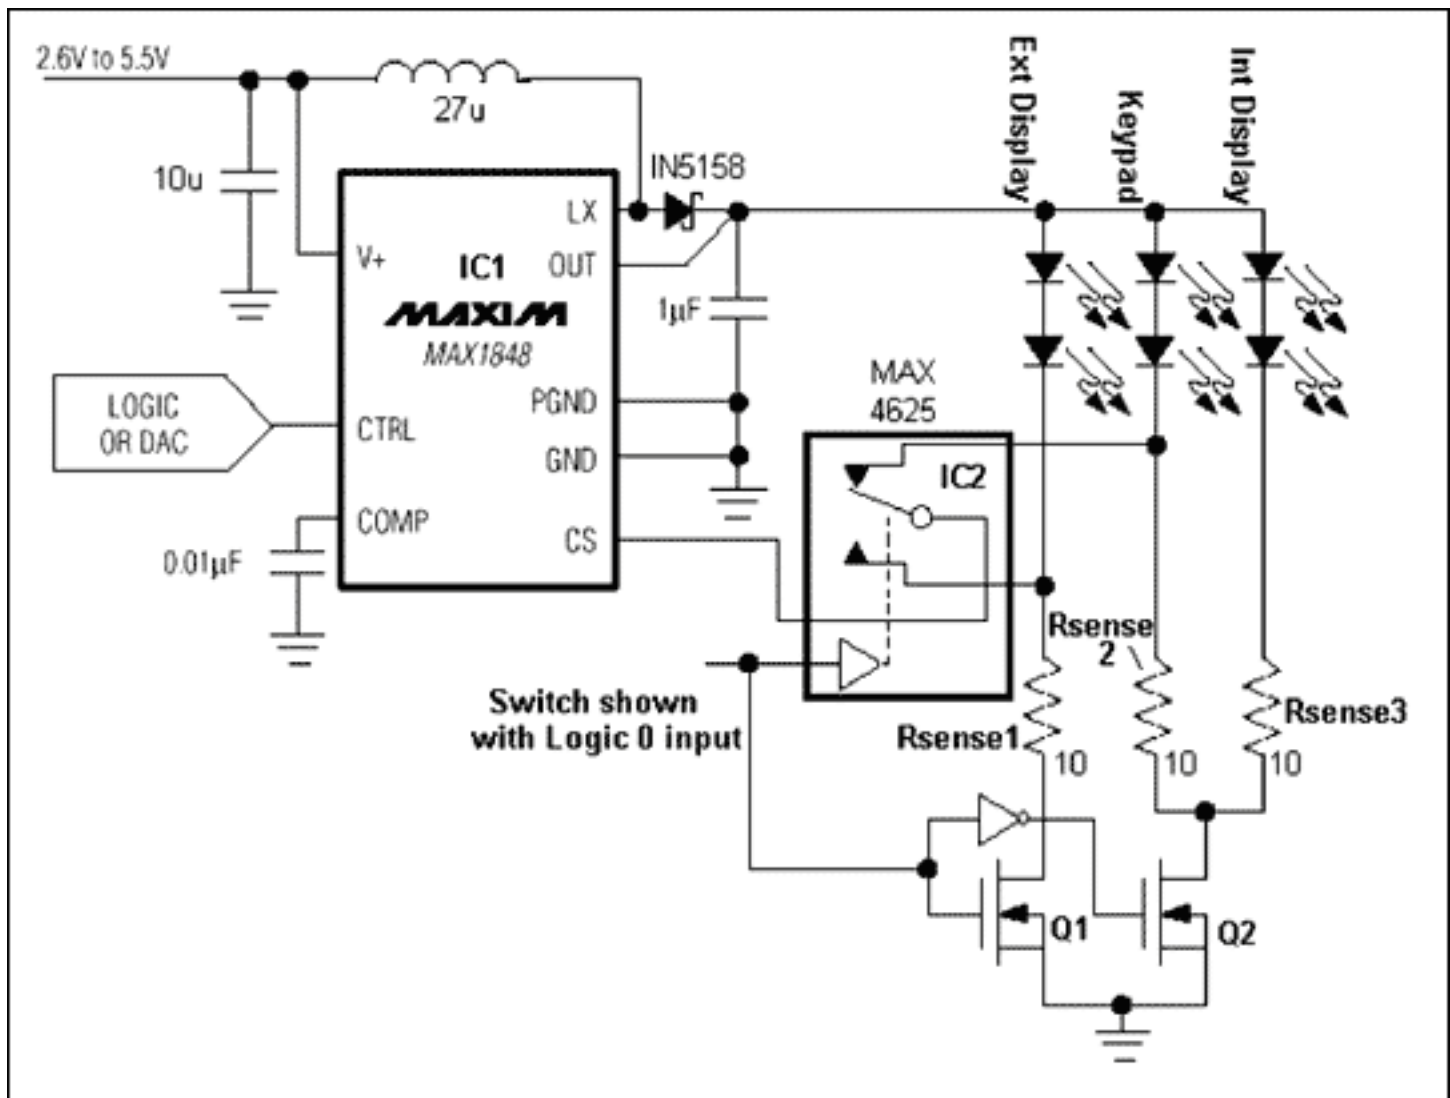 2.6V to 5.5V
27u
10u
IN5158
LX
V+
IC1
OUT
MAXIM
MAX1848
1µF
PGND
LOGIC
OR DAC
CTRL
GND
COMP
CS
0.01µF
Ext Display
Keypad
Int Display
MAX
4625
IC2
Switch shown
with Logic 0 input
Rsense1
10
Rsense
2
10
Rsense3
10
Q1
Q2